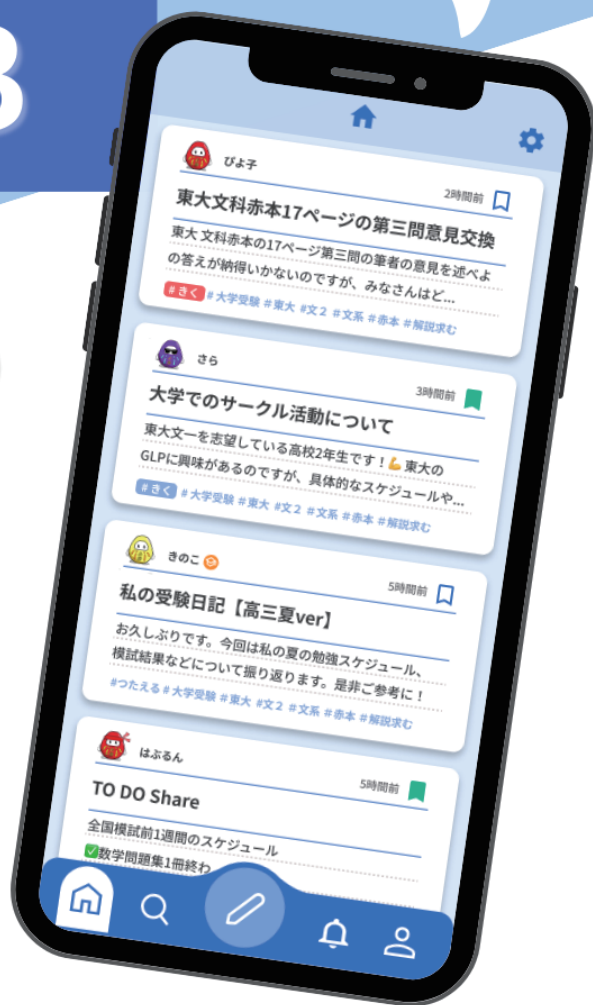 3
ぴよ子
2時間前
東大文科赤本17ページの第三問意見交換
東大 文科赤本の17ページ第三問の筆者の意見を述べよ
の答えが納得いかないのですが、みなさんはど...
#きく #大学受験 #東大 #文2 #文系 #赤本 #解説求む
さら
3時間前
大学でのサークル活動について
東大文一を志望している高校2年生です!💪東大の
GLPに興味があるのですが、具体的なスケジュールや...
#きく #大学受験 #東大 #文2 #文系 #赤本 #解説求む
きのこ
5時間前
私の受験日記【高三夏ver】
お久しぶりです。今回は私の夏の勉強スケジュール、
模試結果などについて振り返ります。是非ご参考に!
#つたえる #大学受験 #東大 #文2 #文系 #赤本 #解説求む
はぶるん
5時間前
TO DO Share
全国模試前1週間のスケジュール
✅数学問題集1冊終わ